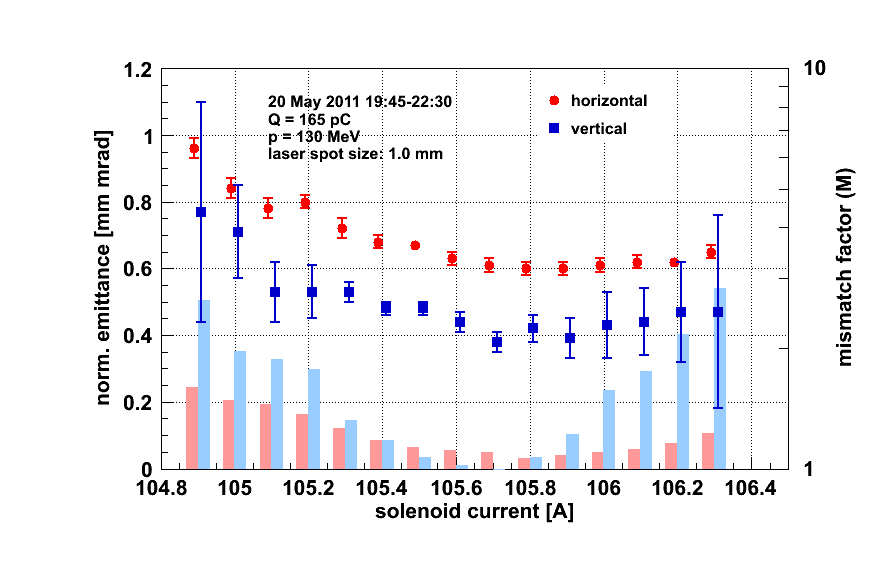 1.2
1
0.8
0.6
0.4
0.2
0
norm. emittance [mm mrad]
20 May 2011 19:45-22:30
Q = 165 pC
p = 130 MeV
laser spot size: 1.0 mm
horizontal
vertical
10
1
mismatch factor (M)
104.8 105 105.2 105.4 105.6 105.8 106 106.2 106.4
solenoid current [A]